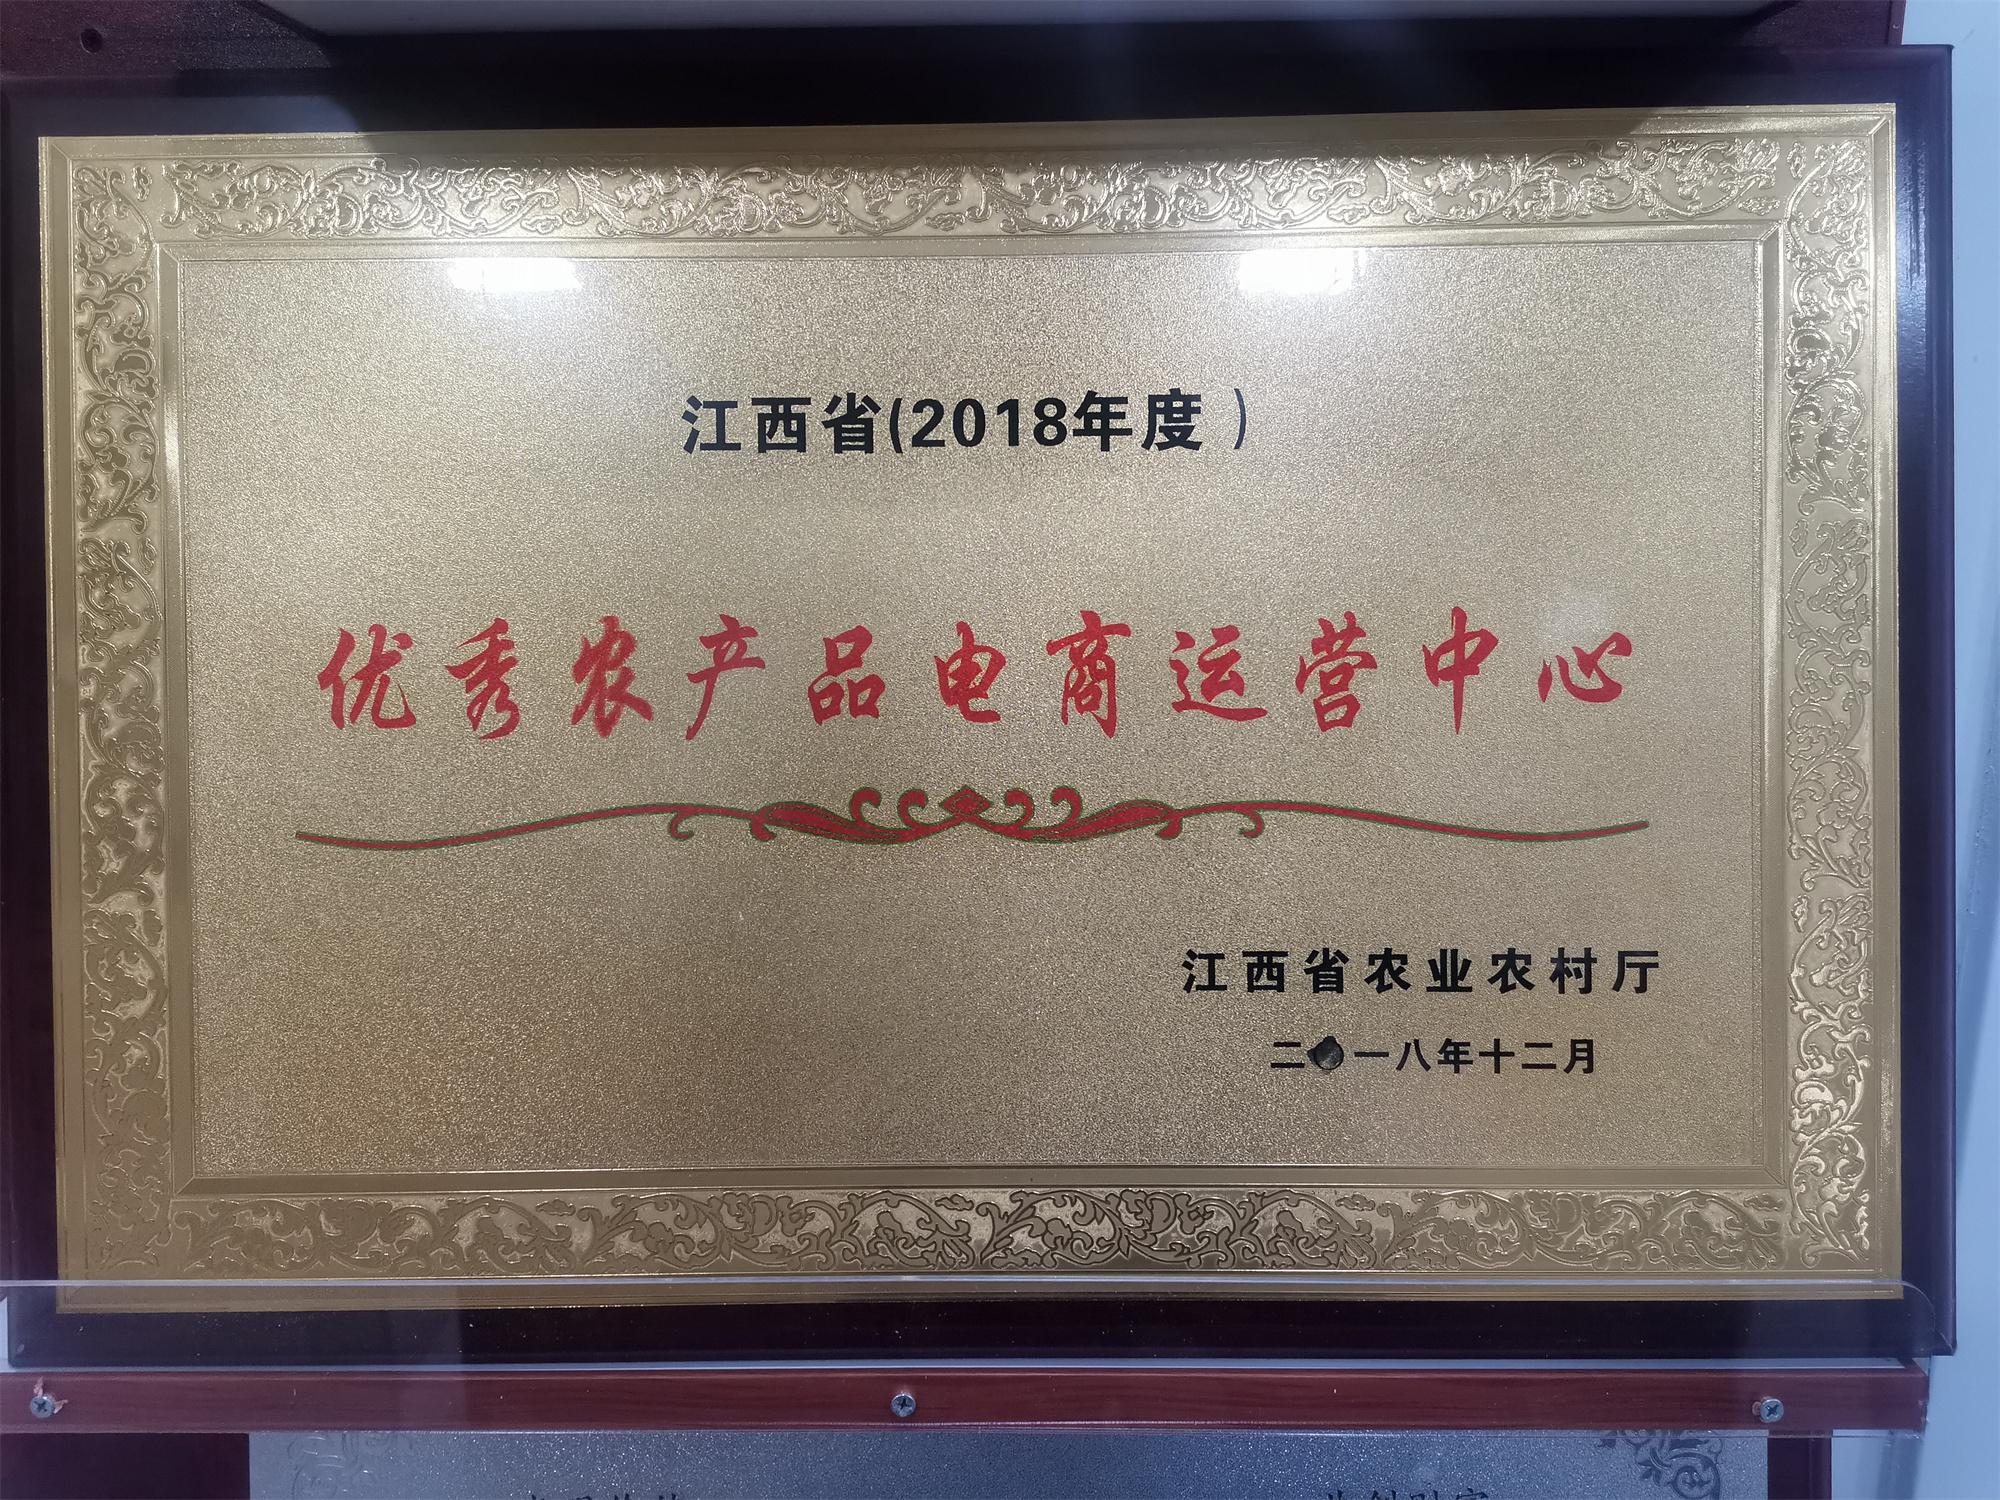 江西省(2018年度)
优秀农产品电商运营中心
江西省农业农村厅
二〇一八年十二月